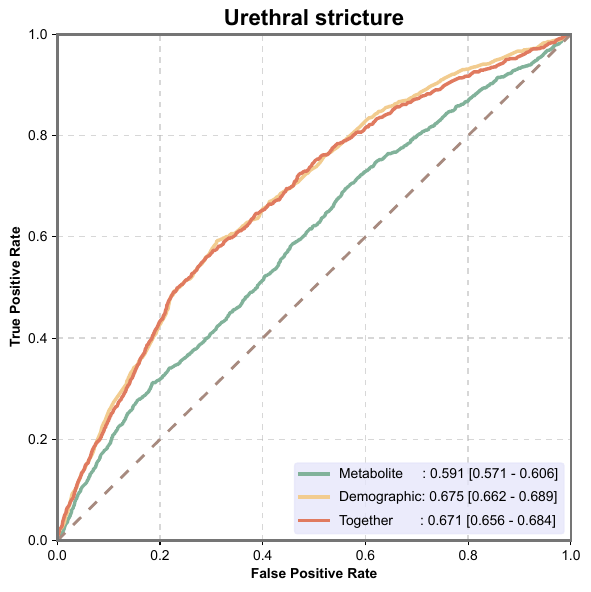 Urethral stricture
1.0
0.8
0.6
0.4
0.2
0.0
True Positive Rate
Metabolite : 0.591 [0.571 - 0.606]
Demographic: 0.675 [0.662 - 0.689]
Together : 0.671 [0.656 - 0.684]
0.0 0.2 0.4 0.6 0.8 1.0
False Positive Rate